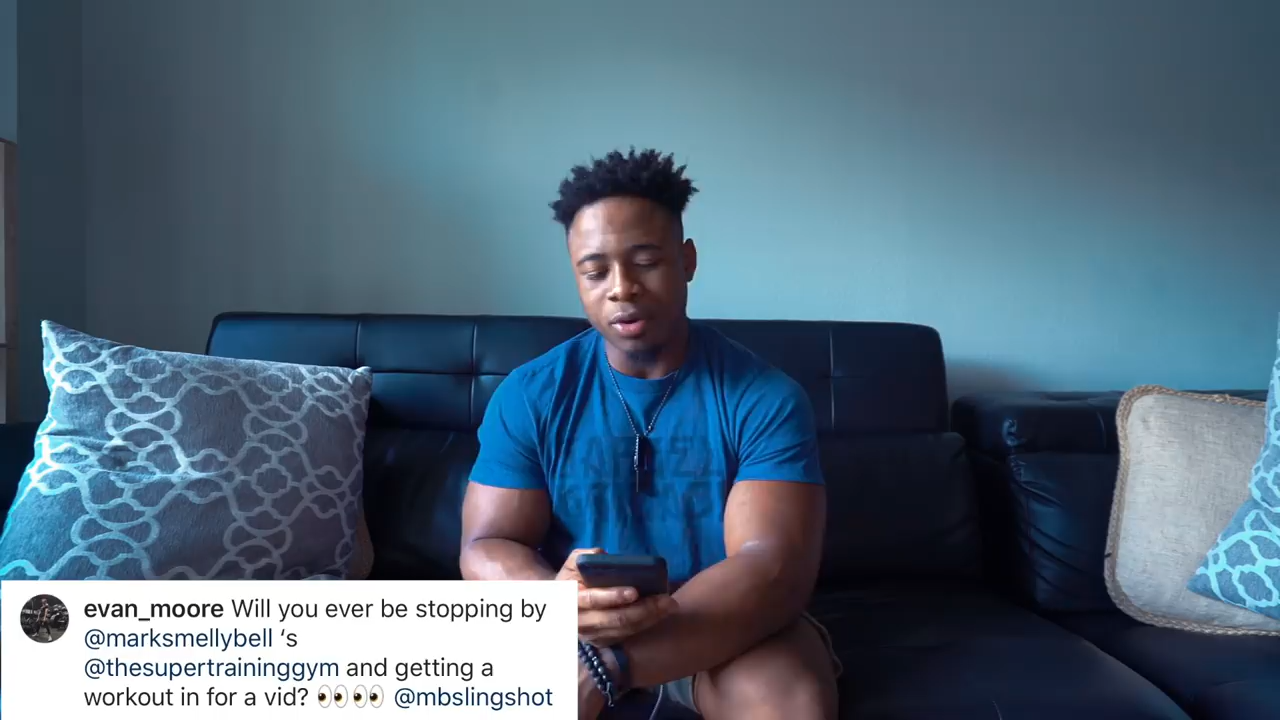 evan_moore Will you ever be stopping by
@marksmellybell ‘s
@thesupertraininggym and getting a
workout in for a vid? 👀👀 @mbslingshot